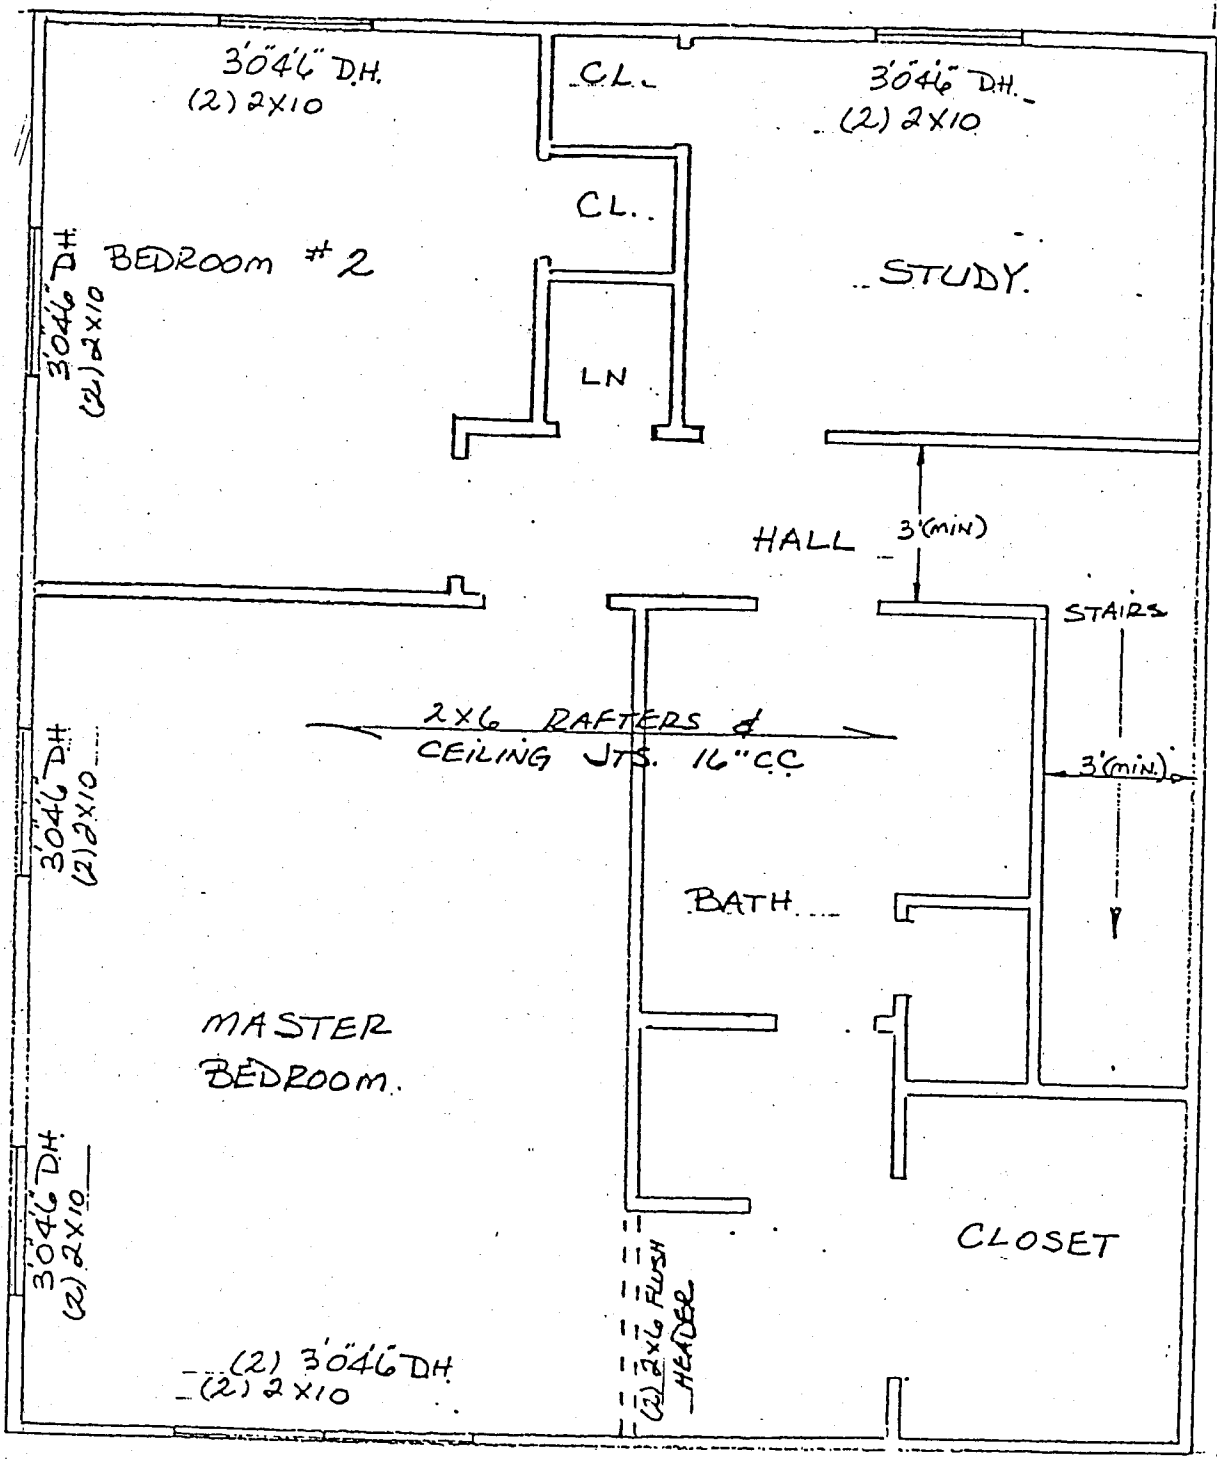 3'0"4'6" D.H.
(2) 2X10
CL.
3'0"4'6" D.H.
(2) 2X10
CL.
BEDROOM #2
STUDY.
3'0"4'6" D.H.
(2) 2X10
LN
HALL
3'(MIN)
STAIRS
2X6 RAFTERS &
CEILING JTS. 16" C.C
3'0"4'6" D.H
(2) 2X10
3'(MIN.)
BATH
MASTER
BEDROOM.
3'0"4'6" D.H.
(2) 2X10
CLOSET
(2) 2X6 FLUSH
HEADER
(2) 3'0"4'6" D.H.
(2) 2X10